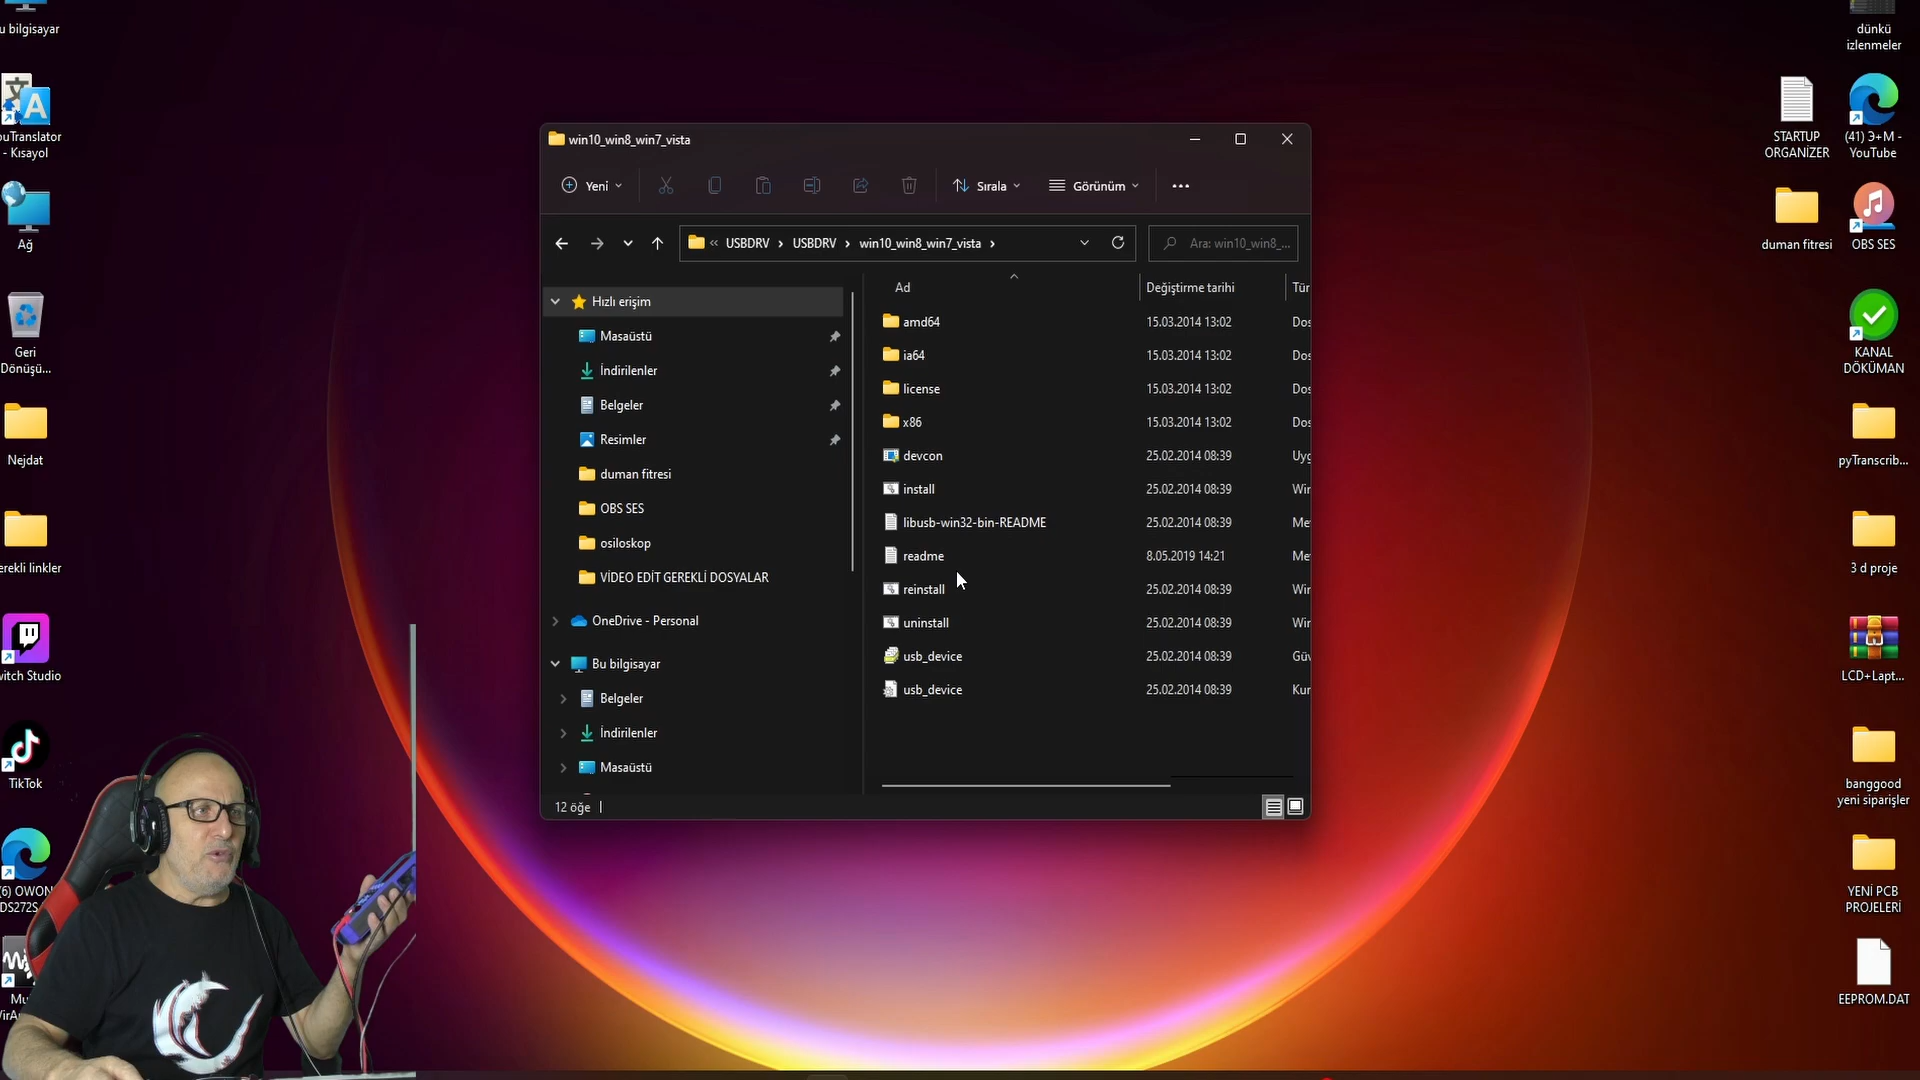 u bilgisayar
ouTranslator
- Kısayol
Ağ
Geri
Dönüşü...
Nejdat
erekli linkler
witch Studio
TikTok
(6) OWON
DS272S
Mu
VirAn
win10_win8_win7_vista
Yeni
Sırala
Görünüm
« USBDRV > USBDRV > win10_win8_win7_vista >
Ara: win10_win8_...
Hızlı erişim
Masaüstü
İndirilenler
Belgeler
Resimler
duman fitresi
OBS SES
osiloskop
VİDEO EDİT GEREKLİ DOSYALAR
OneDrive - Personal
Bu bilgisayar
Belgeler
İndirilenler
Masaüstü
Ad Değiştirme tarihi Tür
amd64 15.03.2014 13:02 Dos
ia64 15.03.2014 13:02 Dos
license 15.03.2014 13:02 Dos
x86 15.03.2014 13:02 Dos
devcon 25.02.2014 08:39 Uyg
install 25.02.2014 08:39 Win
libusb-win32-bin-README 25.02.2014 08:39 Me
readme 8.05.2019 14:21 Me
reinstall 25.02.2014 08:39 Win
uninstall 25.02.2014 08:39 Win
usb_device 25.02.2014 08:39 Güv
usb_device 25.02.2014 08:39 Kur
12 öğe
dünkü
izlenmeler
STARTUP
ORGANİZER
(41) Э+M -
YouTube
duman fitresi
OBS SES
KANAL
DÖKÜMAN
pyTranscrib...
3 d proje
LCD+Lapt...
banggood
yeni siparişler
YENİ PCB
PROJELERİ
EEPROM.DAT